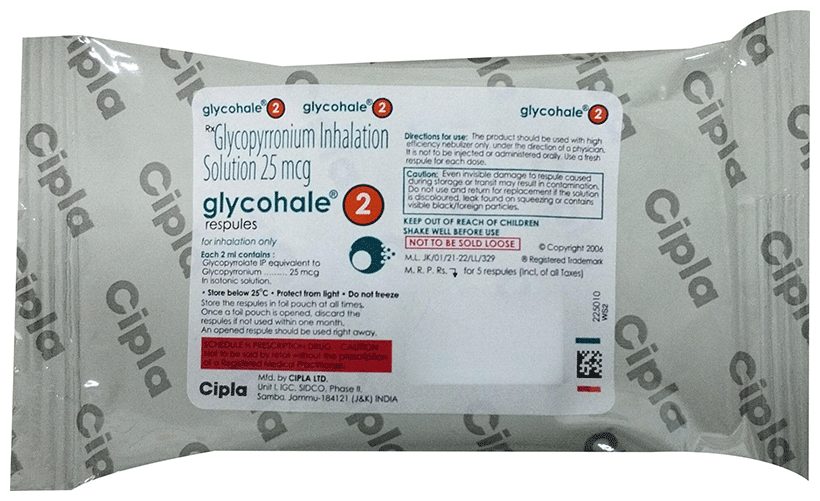 glycohale® 2 glycohale® 2
Rx Glycopyrronium Inhalation
Solution 25 mcg
glycohale® 2
respules
for inhalation only
Each 2 ml contains :
Glycopyrrolate IP equivalent to
Glycopyrronium .......... 25 mcg
In isotonic solution.
• Store below 25°C • Protect from light • Do not freeze
Store the respules in foil pouch at all times.
Once a foil pouch is opened, discard the
respules if not used within one month.
An opened respule should be used right away.
SCHEDULE H PRESCRIPTION DRUG - CAUTION
Not to be sold by retail without the prescription
of a Registered Medical Practitioner.
Cipla
Mfd. by CIPLA LTD.
Unit I, IGC, SIDCO, Phase II,
Samba, Jammu-184121 (J&K) INDIA
glycohale® 2
Directions for use: The product should be used with high
efficiency nebulizer only, under the direction of a physician.
It is not to be injected or administered orally. Use a fresh
respule for each dose.
Caution: Even invisible damage to respule caused
during storage or transit may result in contamination.
Do not use and return for replacement if the solution
is discoloured, leak found on squeezing or contains
visible black/foreign particles.
KEEP OUT OF REACH OF CHILDREN
SHAKE WELL BEFORE USE
NOT TO BE SOLD LOOSE
© Copyright 2006
M.L. JK/01/21-22/LL/329
® Registered Trademark
M. R. P. Rs. for 5 respules (Incl. of all Taxes)
225010
WS2
Cipla
Cipla
Cipla
Cipla
Cipla
Cipla
Cipla
Cipla
Cipla
Cipla
Cipla
Cipla